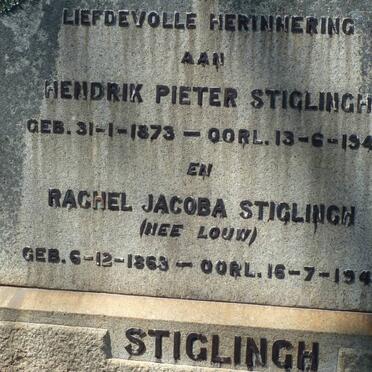 LIEFDEVOLLE HERINNERING
AAN
HENDRIK PIETER STIGLINGH
GEB. 31-1-1873 — OORL. 13-6-194
EN
RACHEL JACOBA STIGLINGH
(NEE LOUW)
GEB. 6-12-1863 — OORL. 16-7-194
STIGLINGH